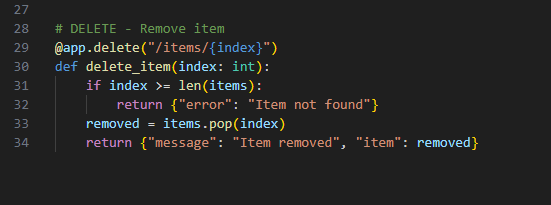 27
28 # DELETE - Remove item
29 @app.delete("/items/{index}")
30 def delete_item(index: int):
31     if index >= len(items):
32         return {"error": "Item not found"}
33     removed = items.pop(index)
34     return {"message": "Item removed", "item": removed}